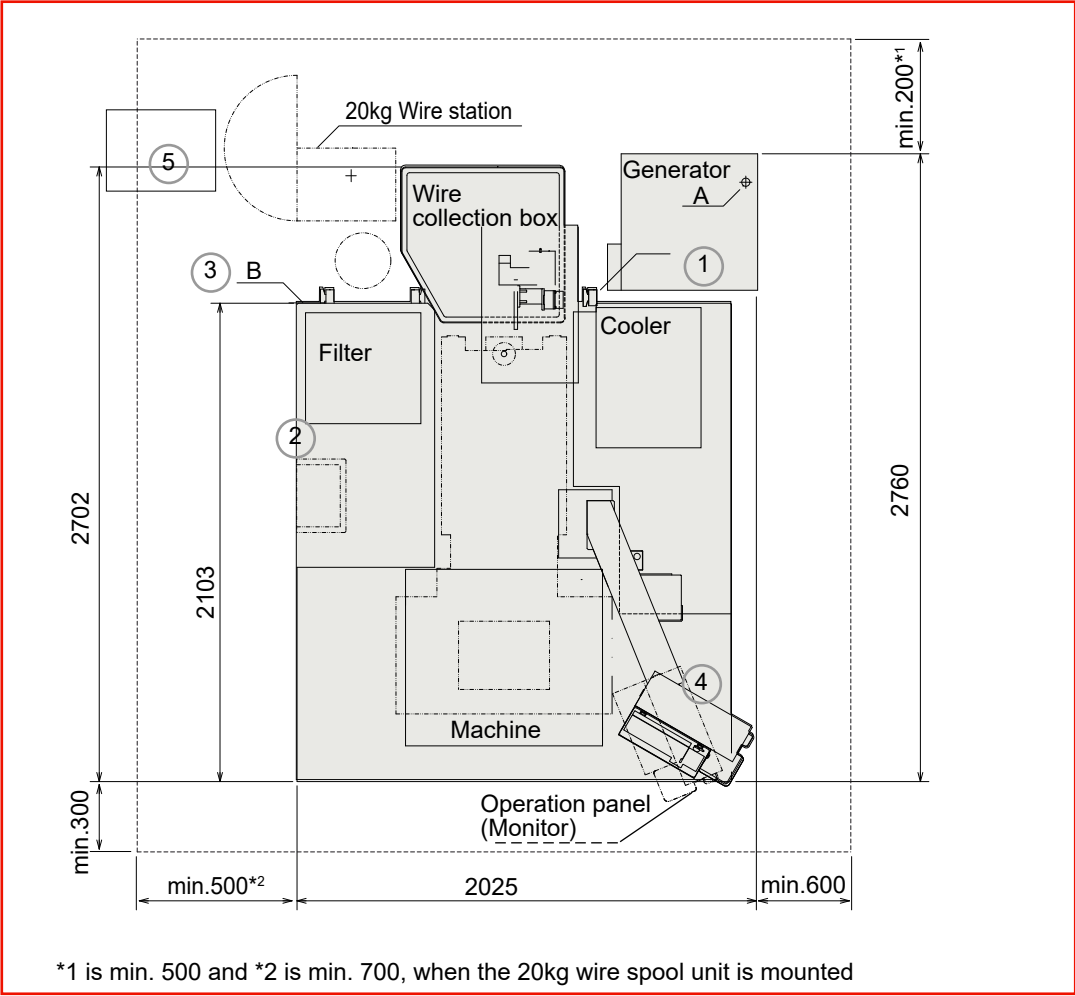 min.200*1
20kg Wire station
5
Generator
A
Wire
collection box
3 B
1
Cooler
Filter
2
2702
2760
2103
4
Machine
Operation panel
(Monitor)
min.300
min.500*2
2025
min.600
*1 is min. 500 and *2 is min. 700, when the 20kg wire spool unit is mounted